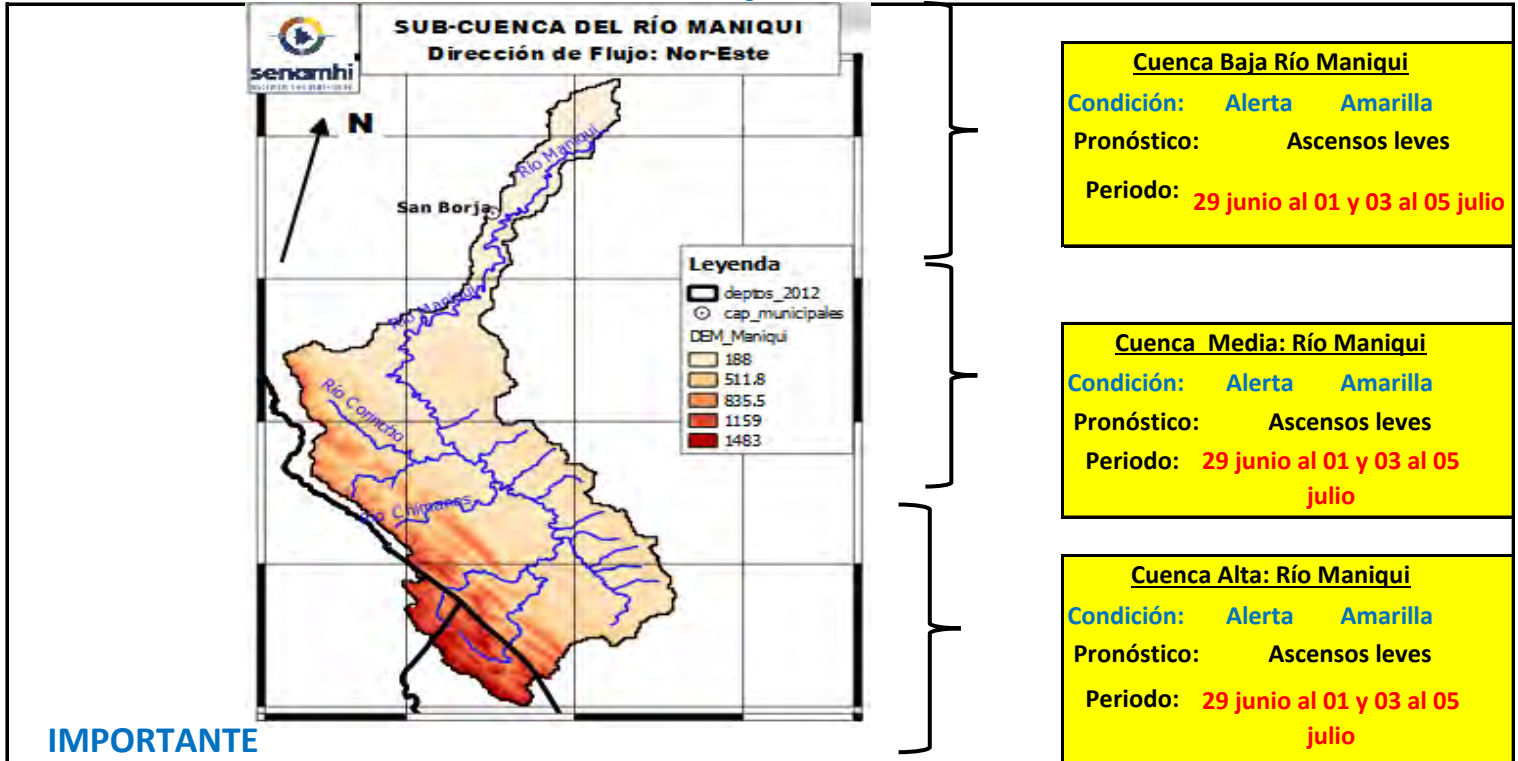 SUB-CUENCA DEL RÍO MANIQUI
Dirección de Flujo: Nor-Este
senamhi
N
Río Maniqui
San Borja
Río Maniqui
Río Corincho
Río Chimanes
Leyenda
deptos_2012
cap_municipales
DEM_Maniqui
188
511.8
835.5
1159
1483
IMPORTANTE
Cuenca Baja Río Maniqui
Condición: Alerta Amarilla
Pronóstico: Ascensos leves
Periodo: 29 junio al 01 y 03 al 05 julio
Cuenca Media: Río Maniqui
Condición: Alerta Amarilla
Pronóstico: Ascensos leves
Periodo: 29 junio al 01 y 03 al 05
julio
Cuenca Alta: Río Maniqui
Condición: Alerta Amarilla
Pronóstico: Ascensos leves
Periodo: 29 junio al 01 y 03 al 05
julio